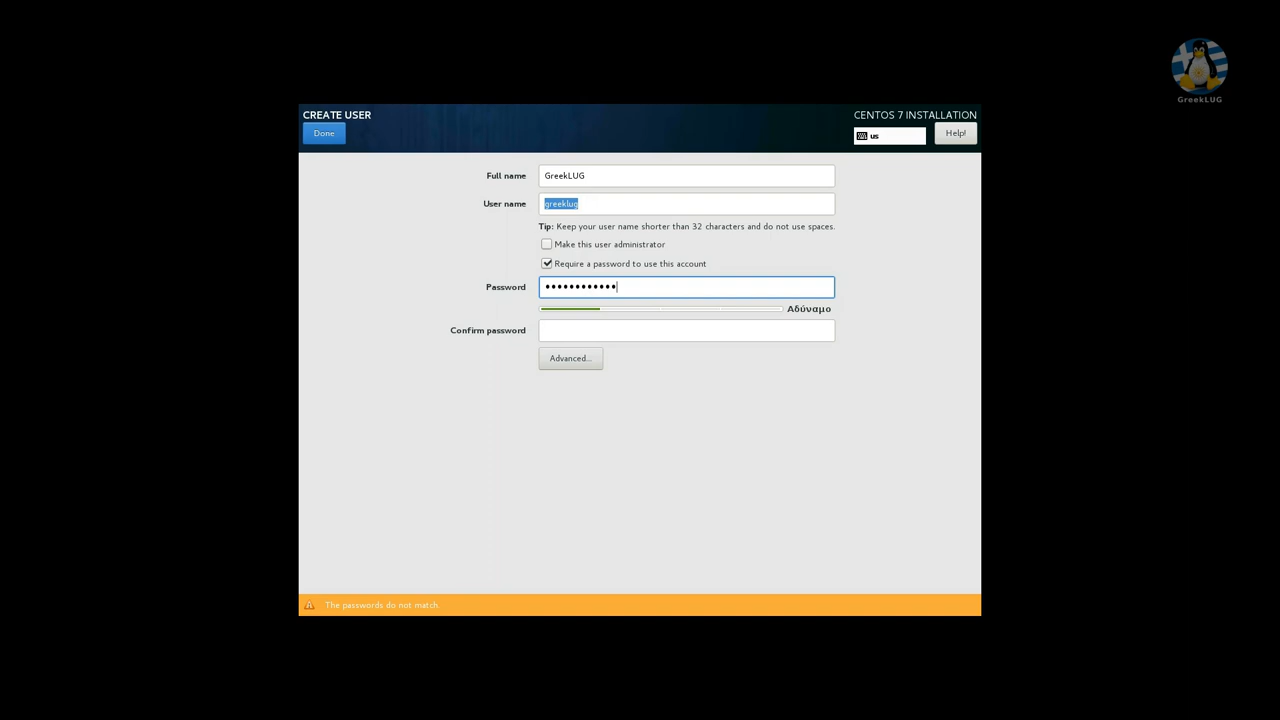 GreekLUG
CREATE USER
CENTOS 7 INSTALLATION
Done
us
Help!
Full name
GreekLUG
User name
greeklug
Tip: Keep your user name shorter than 32 characters and do not use spaces.
Make this user administrator
Require a password to use this account
Password
••••••••••••
Αδύναμο
Confirm password
Advanced...
The passwords do not match.